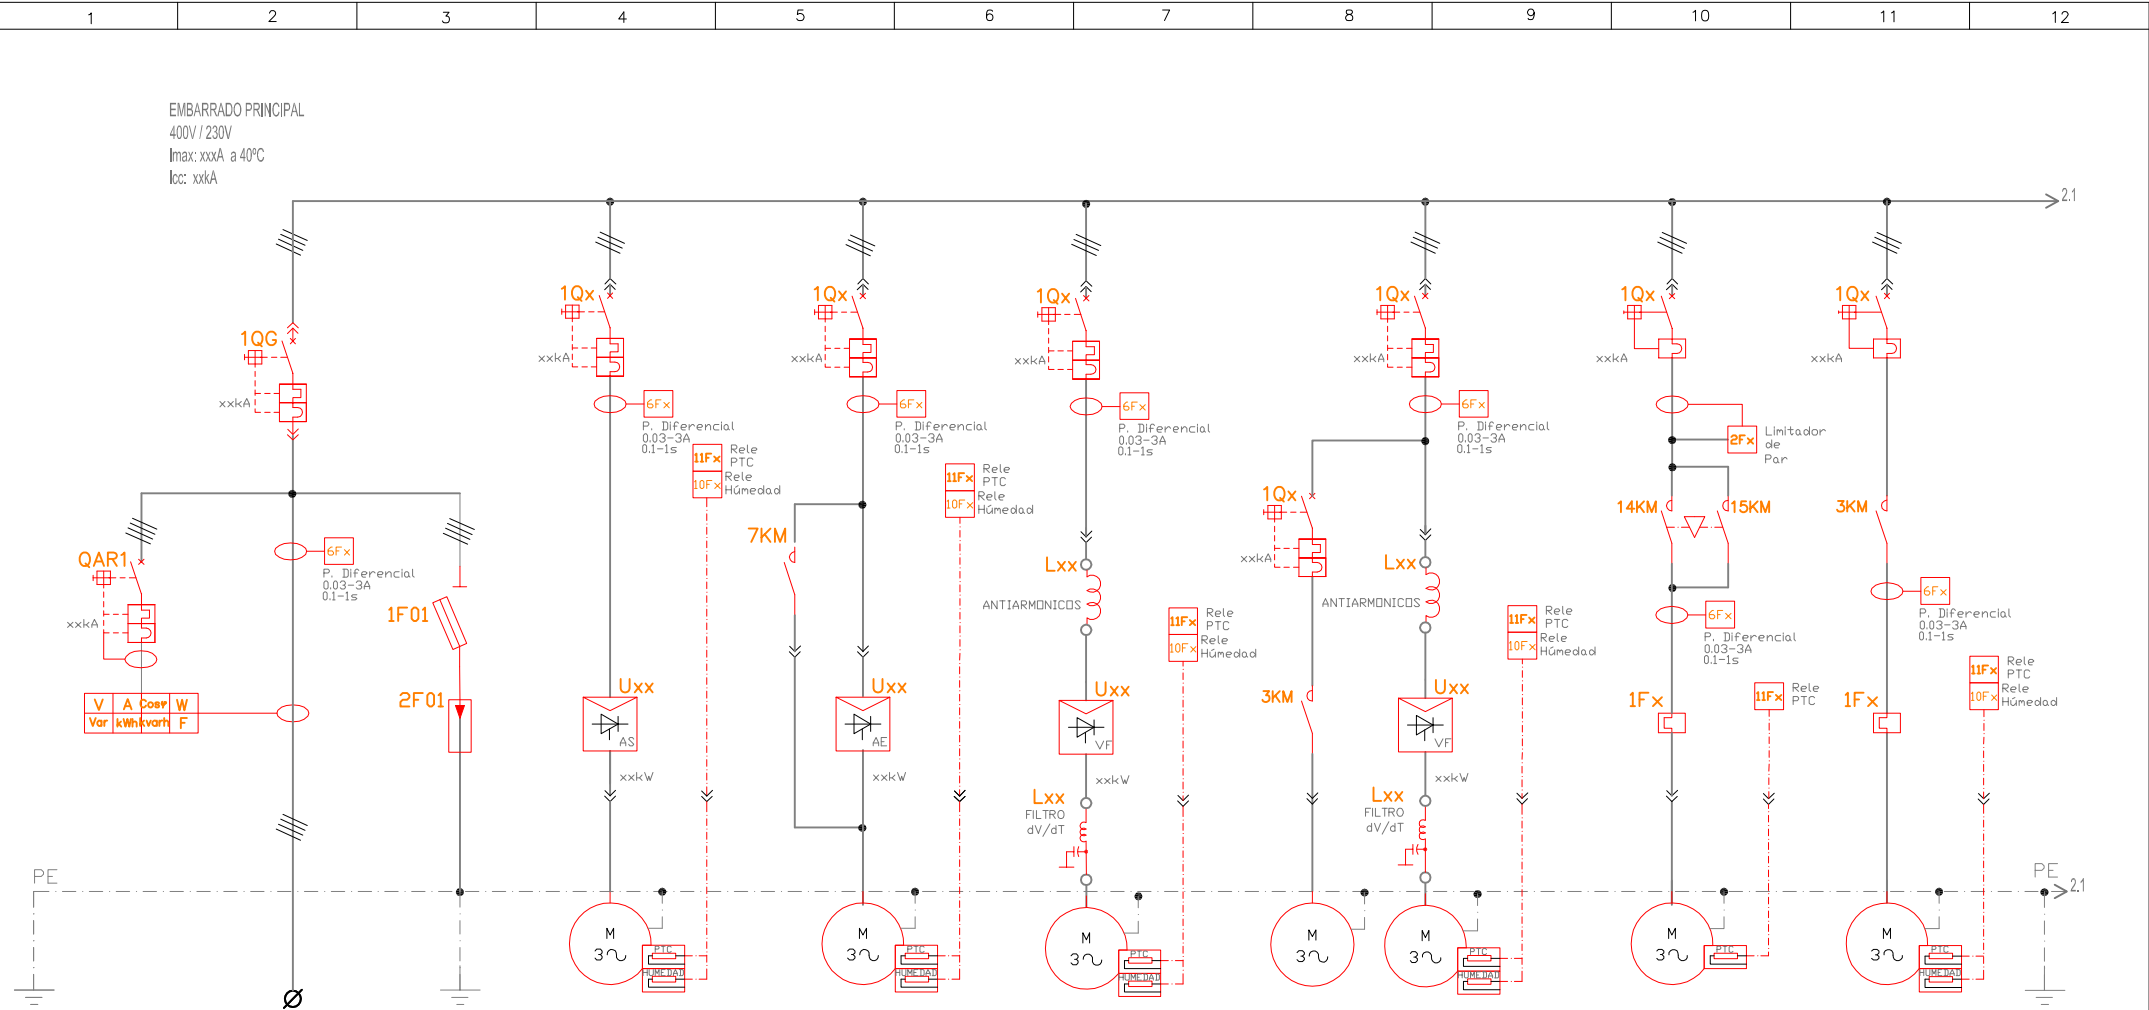 1 2 3 4 5 6 7 8 9 10 11 12
EMBARRADO PRINCIPAL
400V / 230V
Imax: xxxA a 40ºC
Icc: xxkA
2.1
1QG
xxkA
QAR1
xxkA
V A Cosφ W
Var kWh kvarh F
6Fx
P. Diferencial
0.03-3A
0.1-1s
1F01
2F01
1Qx
xxkA
6Fx
P. Diferencial
0.03-3A
0.1-1s
11Fx Rele
PTC
10Fx Rele
Húmedad
Uxx
AS
xxkW
M
3
PTC
HUMEDAD
1Qx
xxkA
6Fx
P. Diferencial
0.03-3A
0.1-1s
7KM
11Fx Rele
PTC
10Fx Rele
Húmedad
Uxx
AE
xxkW
M
3
PTC
HUMEDAD
1Qx
xxkA
6Fx
P. Diferencial
0.03-3A
0.1-1s
Lxx
ANTIARMONICOS
11Fx Rele
PTC
10Fx Rele
Húmedad
Uxx
VF
xxkW
Lxx
FILTRO
dV/dT
M
3
PTC
HUMEDAD
1Qx
xxkA
3KM
M
3
1Qx
xxkA
6Fx
P. Diferencial
0.03-3A
0.1-1s
Lxx
ANTIARMONICOS
11Fx Rele
PTC
10Fx Rele
Húmedad
Uxx
VF
xxkW
Lxx
FILTRO
dV/dT
M
3
PTC
HUMEDAD
1Qx
xxkA
2Fx Limitador
de
Par
14KM 15KM
6Fx
P. Diferencial
0.03-3A
0.1-1s
1Fx
11Fx Rele
PTC
M
3
PTC
1Qx
xxkA
3KM
6Fx
P. Diferencial
0.03-3A
0.1-1s
1Fx
11Fx Rele
PTC
10Fx Rele
Húmedad
M
3
PTC
HUMEDAD
PE
PE 2.1